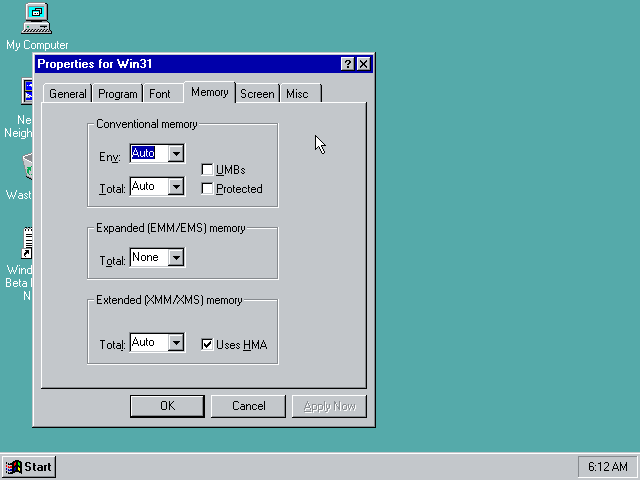 My Computer
Properties for Win31
General
Program
Font
Memory
Screen
Misc
Conventional memory
Env:
Auto
UMBs
Total:
Auto
Protected
Expanded (EMM/EMS) memory
Total:
None
Extended (XMM/XMS) memory
Total:
Auto
Uses HMA
OK
Cancel
Apply Now
Ne
Neigh
Wast
Wind
Beta
N
Start
6:12 AM